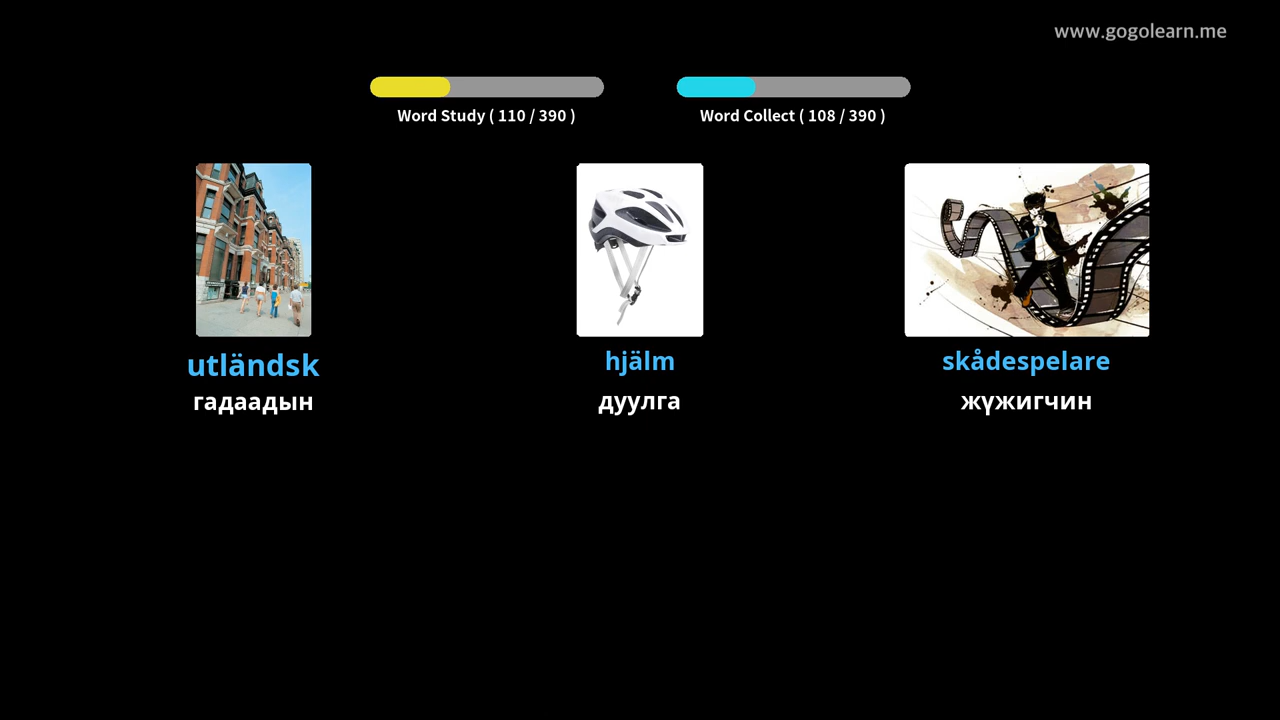 www.gogolearn.me
Word Study ( 110 / 390 )
Word Collect ( 108 / 390 )
utländsk
гадаадын
hjälm
дуулга
skådespelare
жүжигчин